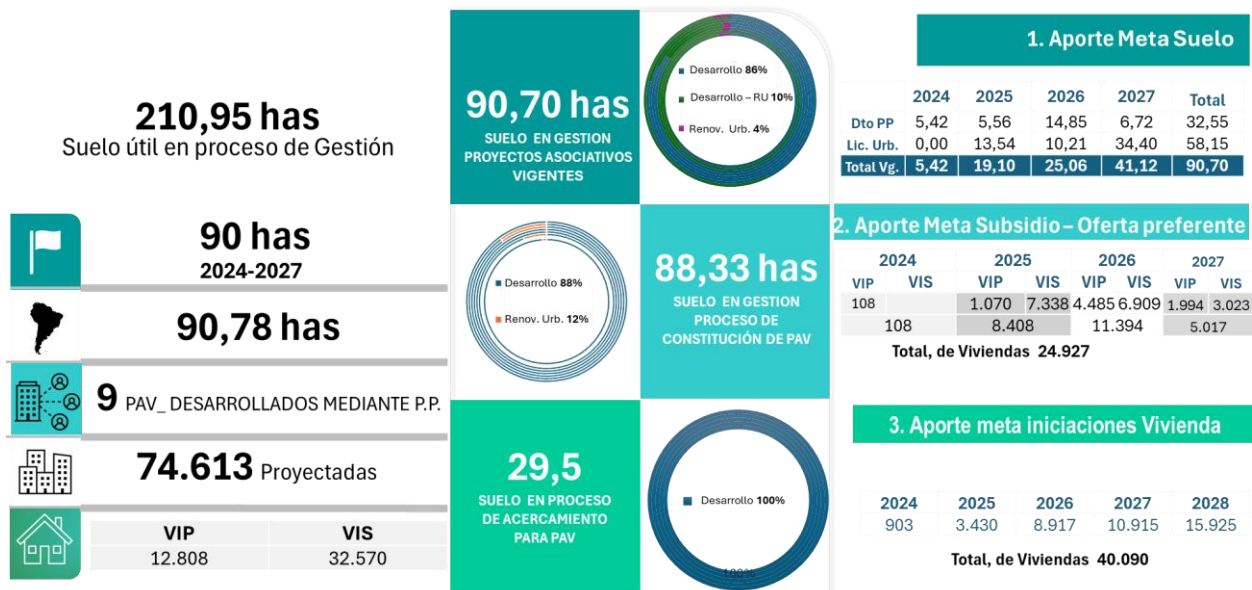 210,95 has
Suelo útil en proceso de Gestión
90 has
2024-2027
90,78 has
9 PAV_ DESARROLLADOS MEDIANTE P.P.
74.613 Proyectadas
VIP VIS
12.808 32.570
90,70 has
SUELO EN GESTION
PROYECTOS ASOCIATIVOS
VIGENTES
Desarrollo 86%
Desarrollo – RU 10%
Renov. Urb. 4%
Desarrollo 88%
Renov. Urb. 12%
88,33 has
SUELO EN GESTION
PROCESO DE
CONSTITUCIÓN DE PAV
29,5
SUELO EN PROCESO
DE ACERCAMIENTO
PARA PAV
Desarrollo 100%
100%
1. Aporte Meta Suelo
2024 2025 2026 2027 Total
Dto PP 5,42 5,56 14,85 6,72 32,55
Lic. Urb. 0,00 13,54 10,21 34,40 58,15
Total Vg. 5,42 19,10 25,06 41,12 90,70
2. Aporte Meta Subsidio – Oferta preferente
2024 2025 2026 2027
VIP VIS VIP VIS VIP VIS VIP VIS
108 1.070 7.338 4.485 6.909 1.994 3.023
108 8.408 11.394 5.017
Total, de Viviendas 24.927
3. Aporte meta iniciaciones Vivienda
2024 2025 2026 2027 2028
903 3.430 8.917 10.915 15.925
Total, de Viviendas 40.090